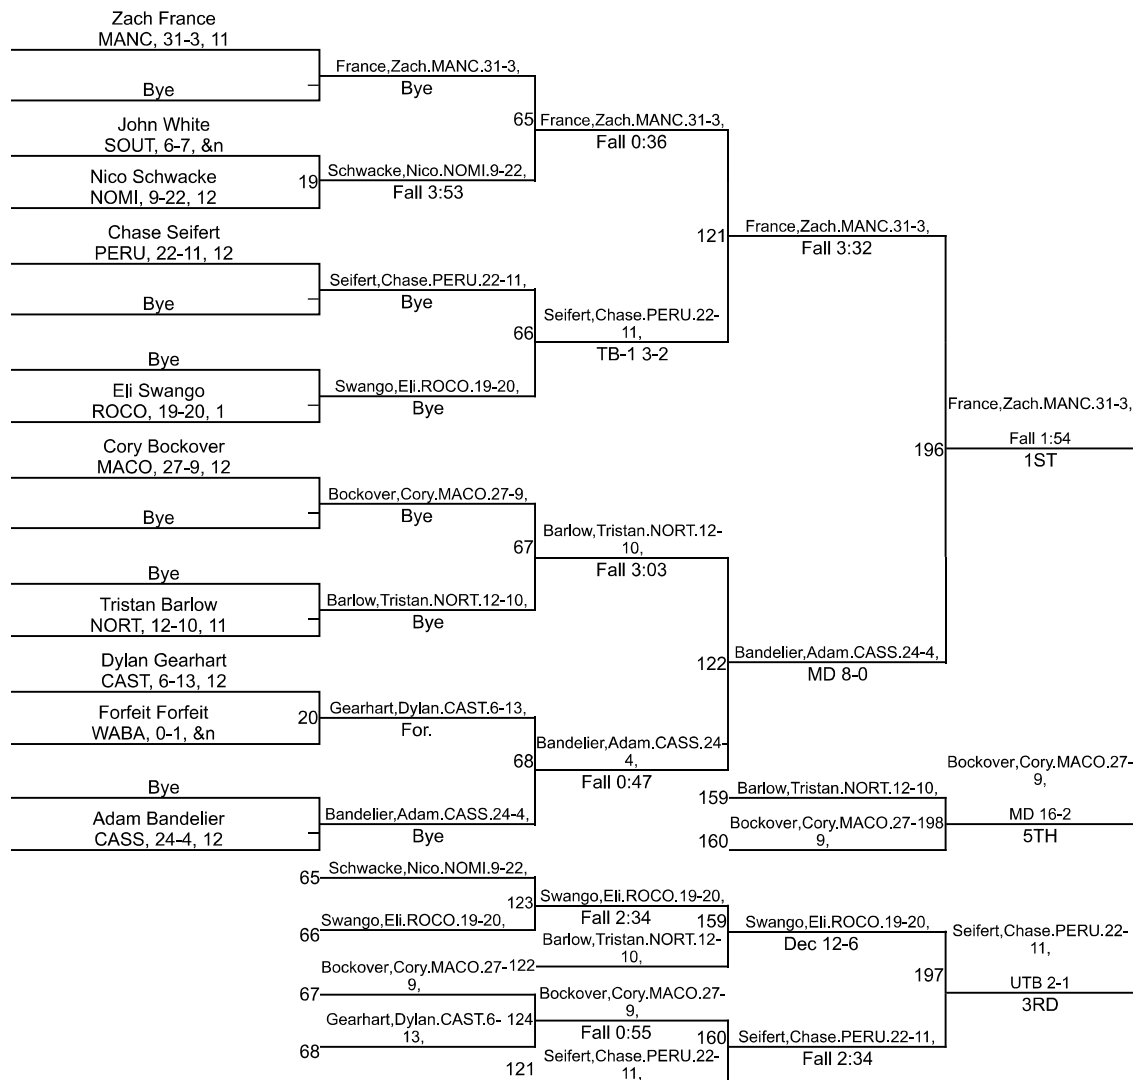 Zach France
MANC, 31-3, 11
France,Zach.MANC.31-3,
Bye
Bye
John White
SOUT, 6-7, &n
65
France,Zach.MANC.31-3,
Fall 0:36
Nico Schwacke
NOMI, 9-22, 12
19
Schwacke,Nico.NOMI.9-22,
Fall 3:53
Chase Seifert
PERU, 22-11, 12
121
France,Zach.MANC.31-3,
Fall 3:32
Seifert,Chase.PERU.22-11,
Bye
Bye
66
Seifert,Chase.PERU.22-
11,
TB-1 3-2
Bye
Eli Swango
ROCO, 19-20, 1
Swango,Eli.ROCO.19-20,
Bye
France,Zach.MANC.31-3,
196
Fall 1:54
1ST
Cory Bockover
MACO, 27-9, 12
Bockover,Cory.MACO.27-9,
Bye
Bye
67
Barlow,Tristan.NORT.12-
10,
Fall 3:03
Bye
Tristan Barlow
NORT, 12-10, 11
Barlow,Tristan.NORT.12-10,
Bye
122
Bandelier,Adam.CASS.24-4,
MD 8-0
Dylan Gearhart
CAST, 6-13, 12
Forfeit Forfeit
WABA, 0-1, &n
20
Gearhart,Dylan.CAST.6-13,
For.
68
Bandelier,Adam.CASS.24-
4,
Fall 0:47
Bye
Adam Bandelier
CASS, 24-4, 12
Bandelier,Adam.CASS.24-4,
Bye
159
Barlow,Tristan.NORT.12-10,
160
Bockover,Cory.MACO.27-
9,
198
Bockover,Cory.MACO.27-
9,
MD 16-2
5TH
65
Schwacke,Nico.NOMI.9-22,
123
Swango,Eli.ROCO.19-20,
Fall 2:34
66
Swango,Eli.ROCO.19-20,
159
Swango,Eli.ROCO.19-20,
Dec 12-6
122
Barlow,Tristan.NORT.12-
10,
197
Seifert,Chase.PERU.22-
11,
UTB 2-1
3RD
67
Bockover,Cory.MACO.27-
9,
124
Bockover,Cory.MACO.27-
9,
Fall 0:55
68
Gearhart,Dylan.CAST.6-
13,
160
Seifert,Chase.PERU.22-11,
Fall 2:34
121
Seifert,Chase.PERU.22-
11,